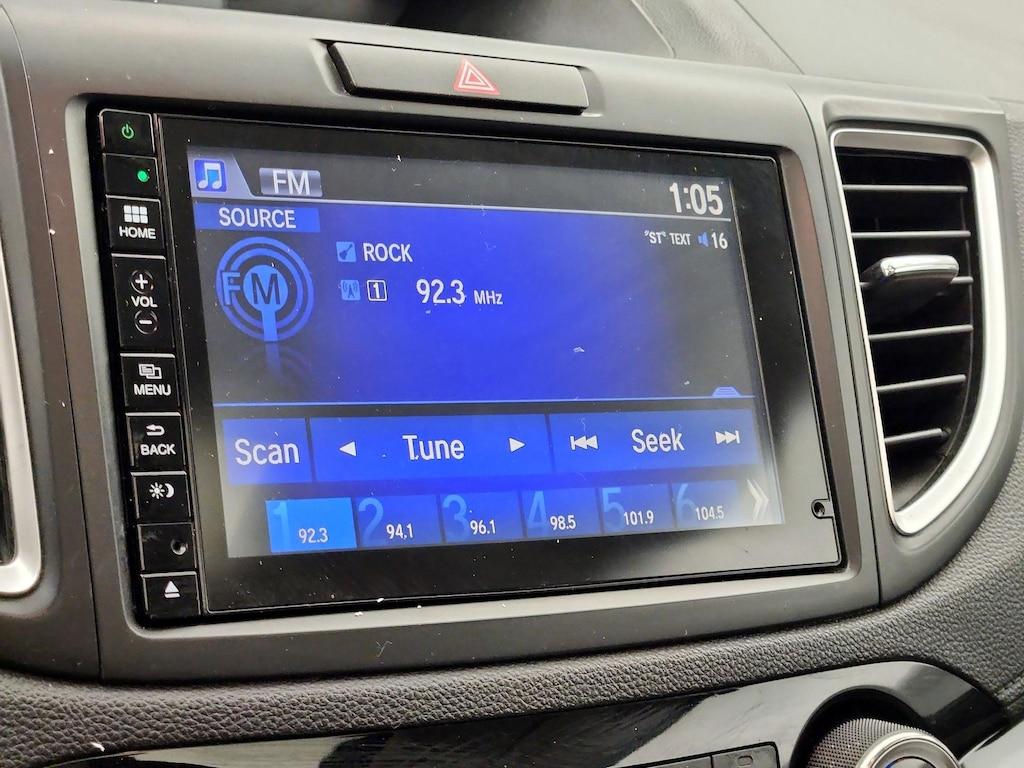 FM
1:05
SOURCE
"ST" TEXT 16
FM
ROCK
1 92.3 MHz
Scan Tune Seek
1 92.3 2 94.1 3 96.1 4 98.5 5 101.9 6 104.5
HOME
+
VOL
-
MENU
BACK